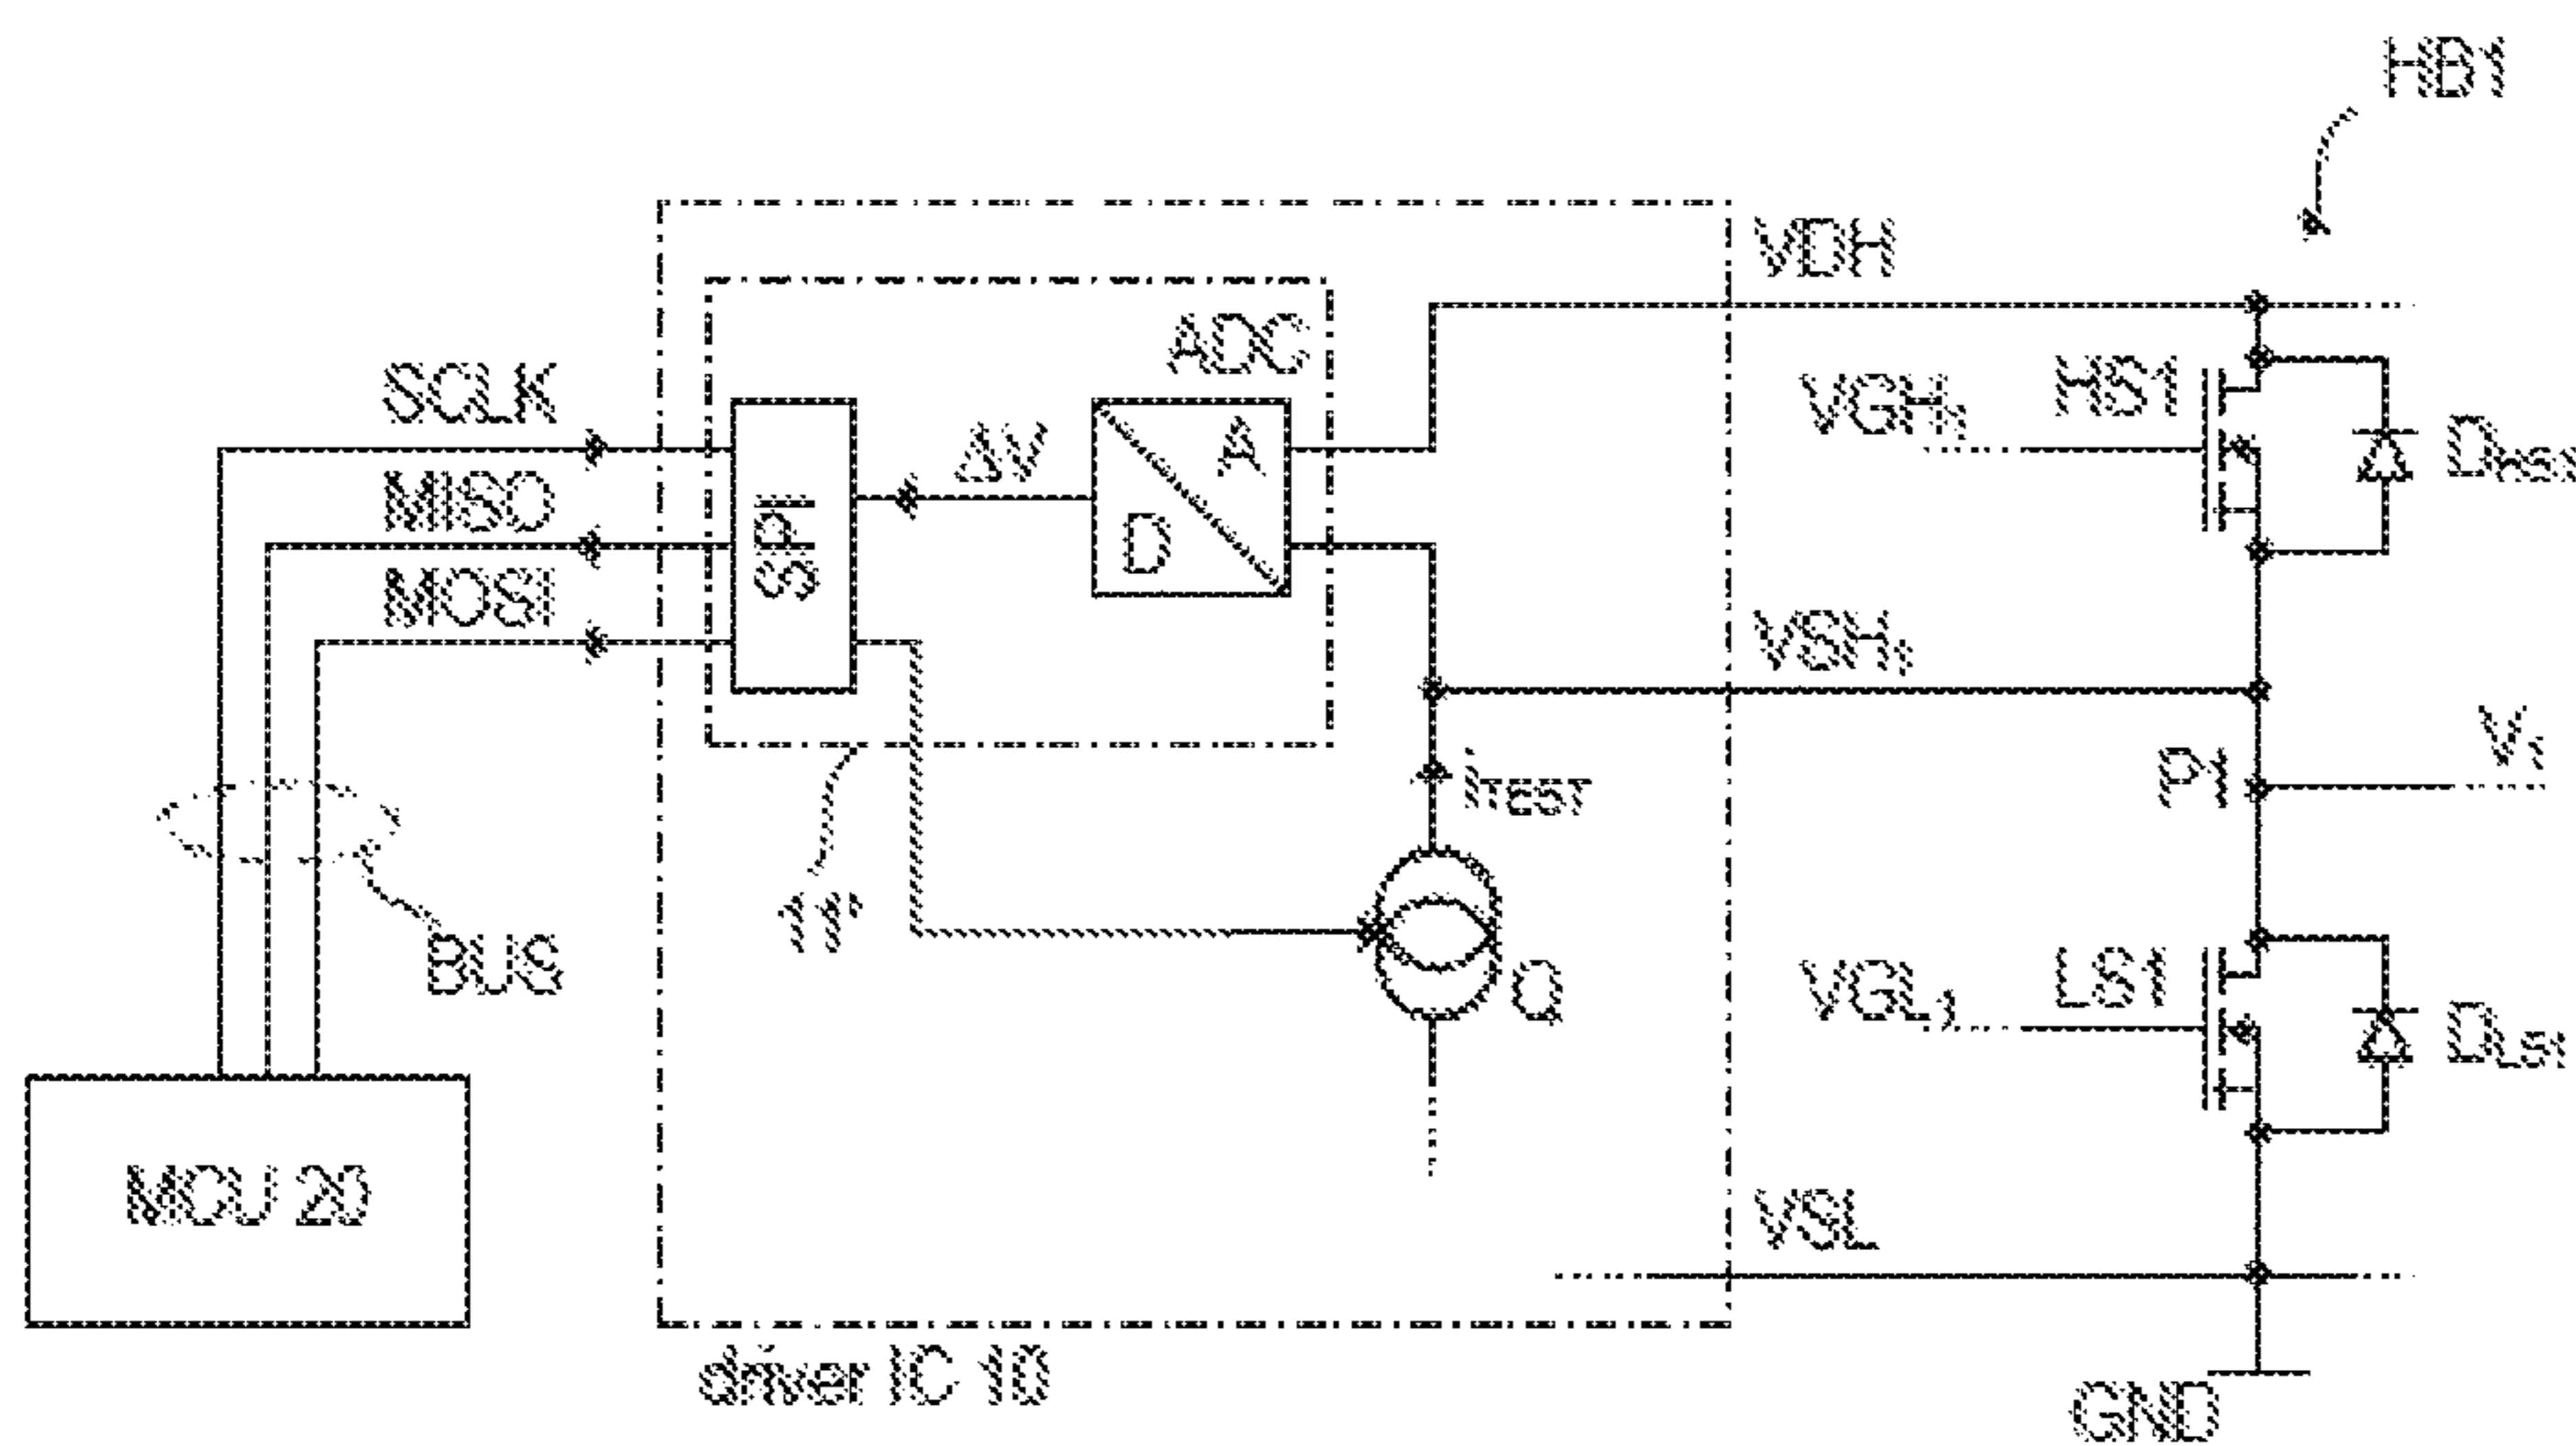 HB1
VDH
ADC
SCLK
VGH₁
HS1
A
ΔV
MISO
D
SPI
MOSI
VSH₁
V₁
P1
iTEST
BUS
Q
VGL₁
LS1
DLS1
MCU 20
VSL
driver IC 10
GND